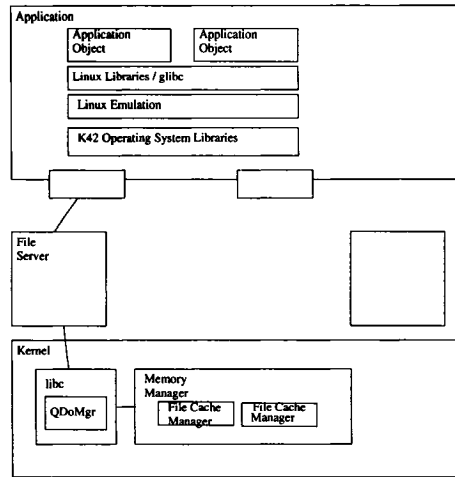 Application
Application
Object
Application
Object
Linux Libraries / glibc
Linux Emulation
K42 Operating System Libraries
File
Server
Kernel
libc
QDoMgr
Memory
Manager
File Cache
Manager
File Cache
Manager